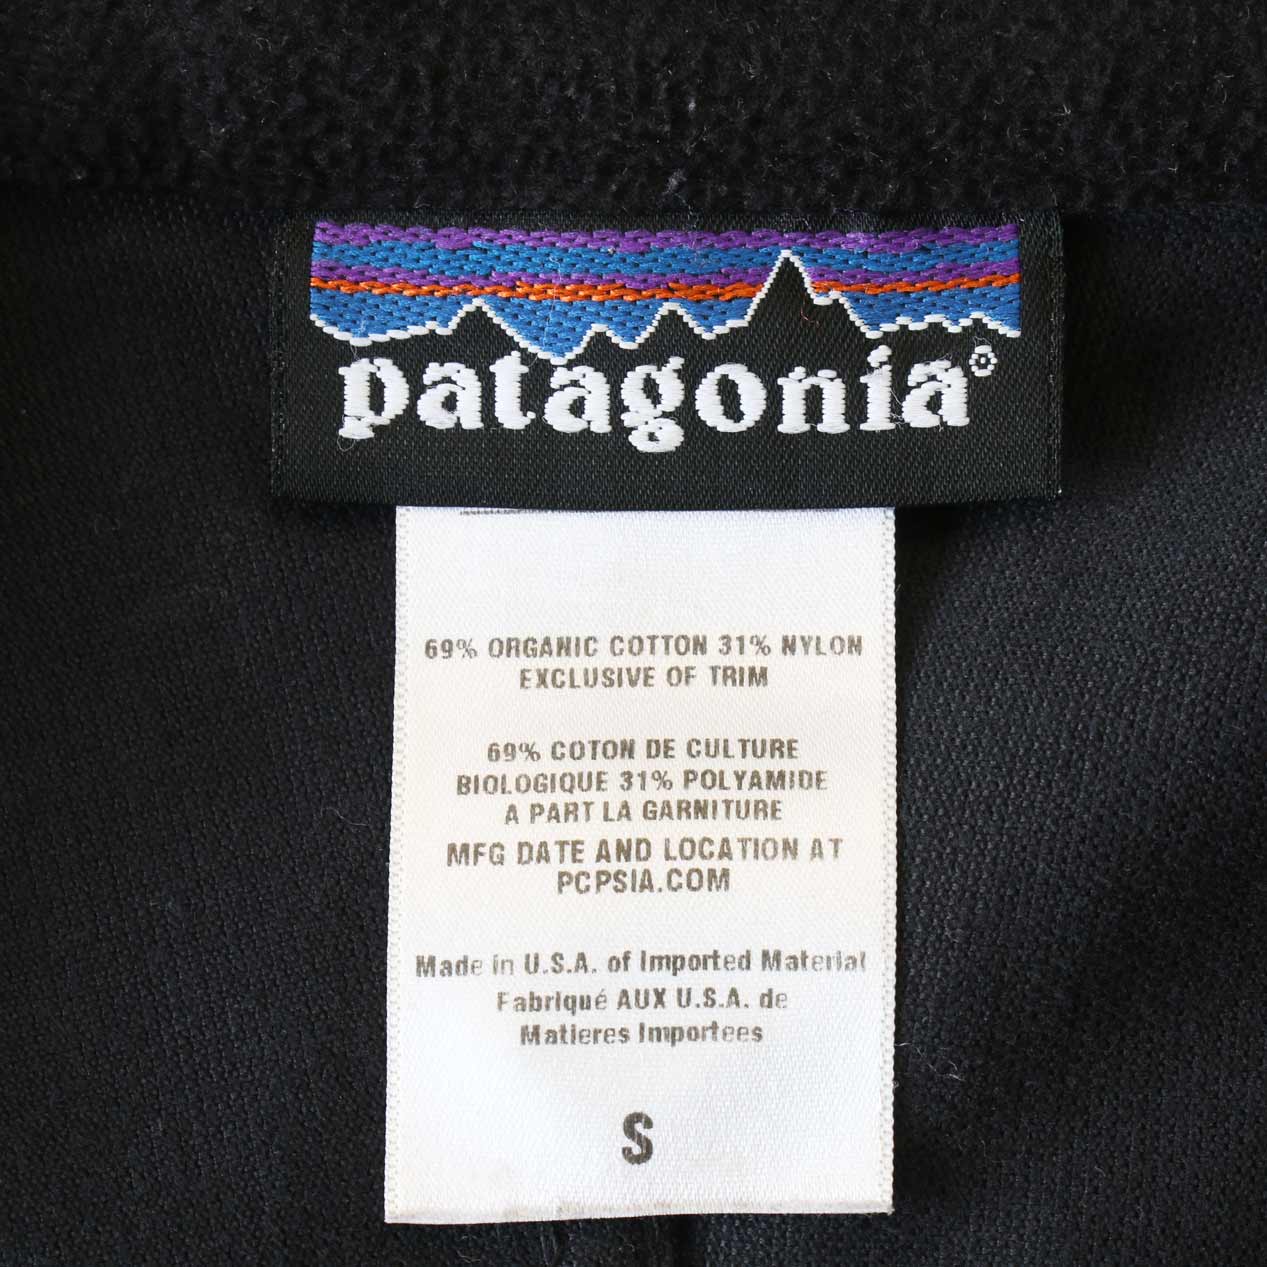 patagonia®
69% ORGANIC COTTON 31% NYLON
EXCLUSIVE OF TRIM
69% COTON DE CULTURE
BIOLOGIQUE 31% POLYAMIDE
A PART LA GARNITURE
MFG DATE AND LOCATION AT
PCPSIA.COM
Made in U.S.A. of Imported Material
Fabriqué AUX U.S.A. de
Matieres Importees
S